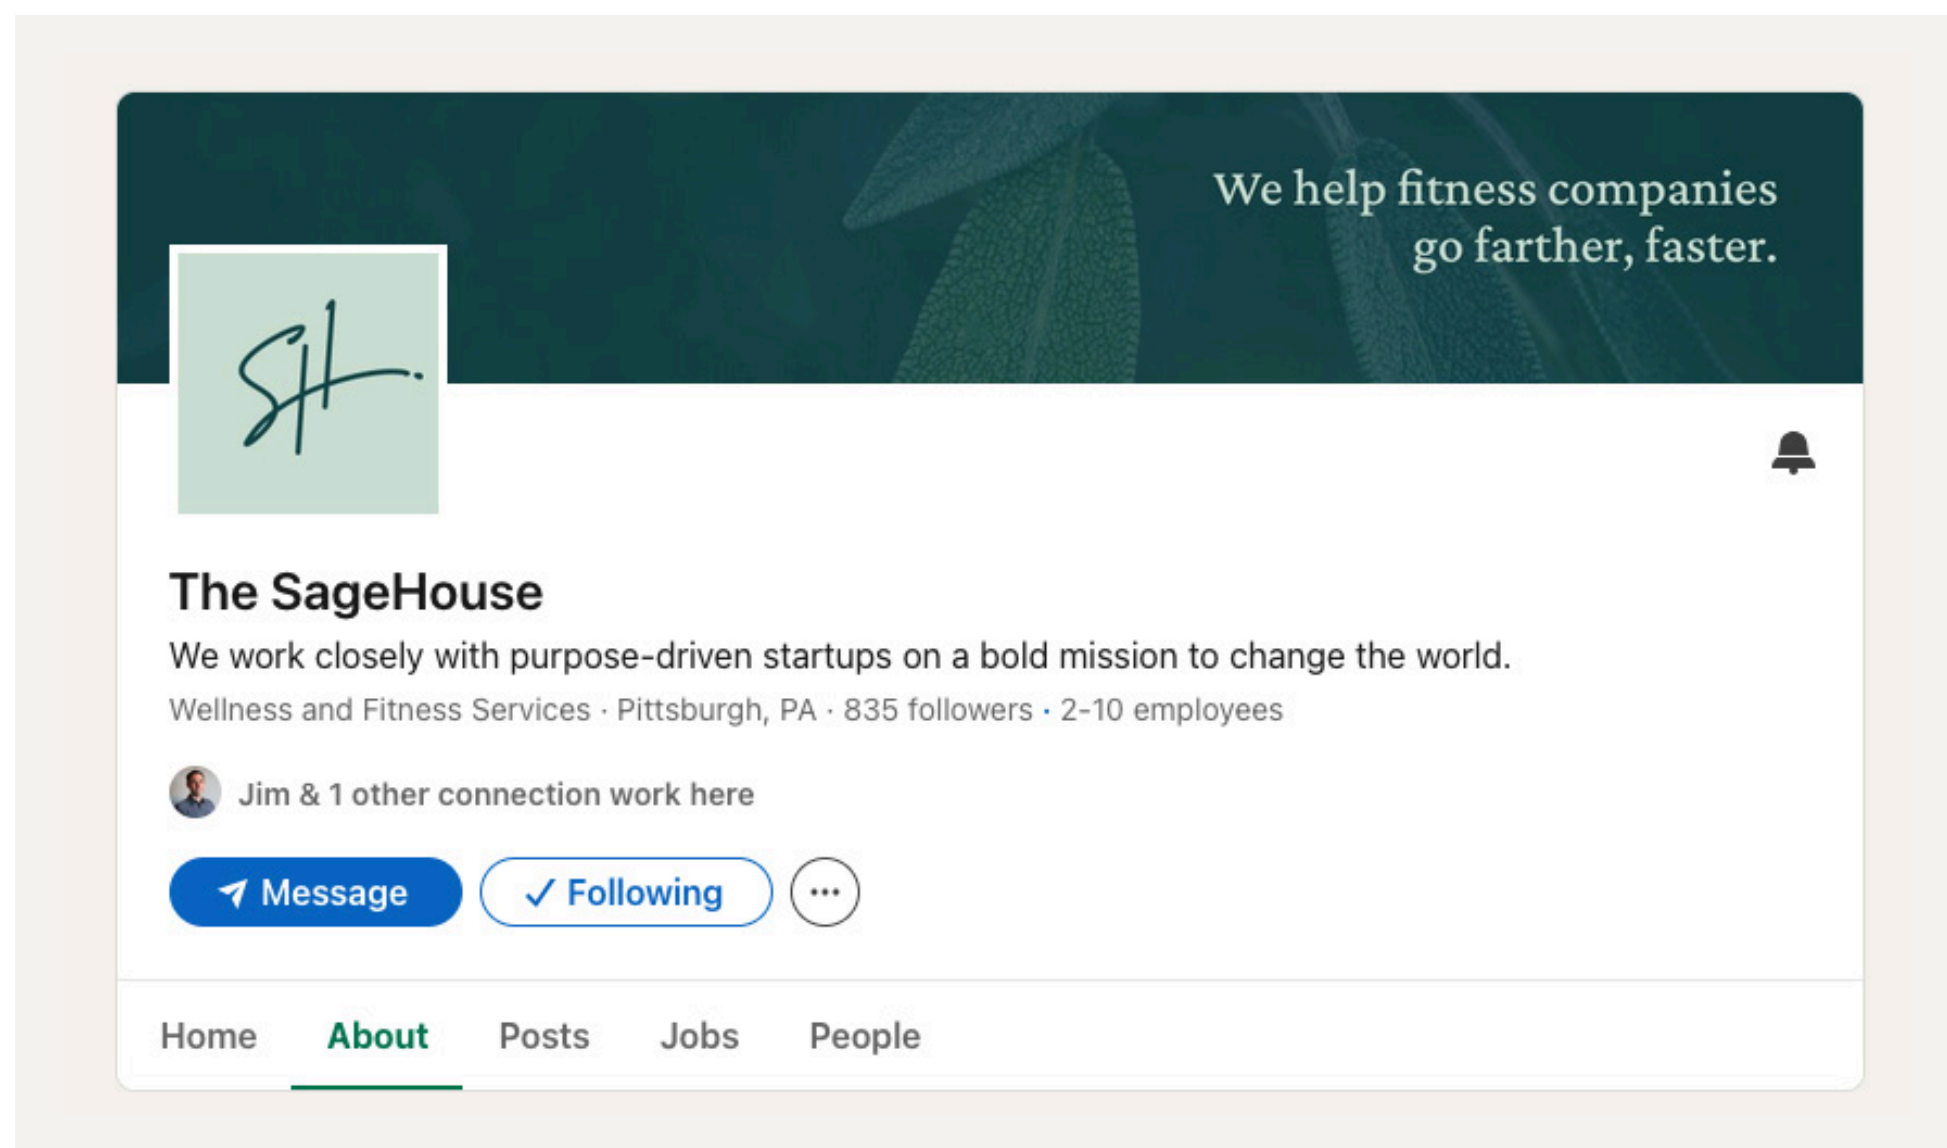 We help fitness companies
go farther, faster.
SH
The SageHouse
We work closely with purpose-driven startups on a bold mission to change the world.
Wellness and Fitness Services · Pittsburgh, PA · 835 followers · 2-10 employees
Jim & 1 other connection work here
Message Following
Home About Posts Jobs People